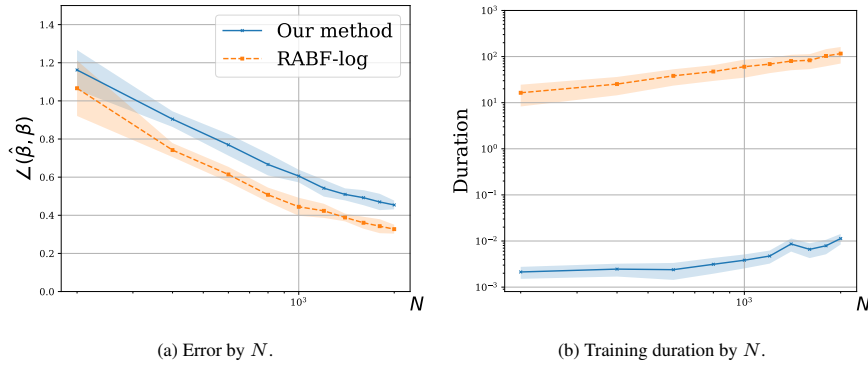 1.4
1.2
1.0
0.8
0.6
0.4
0.2
0.0
∠(β̂, β)
Our method
RABF-log
10³
N
10³
10²
10¹
10⁰
10⁻¹
10⁻²
10⁻³
Duration
10³
N
(a) Error by N.
(b) Training duration by N.